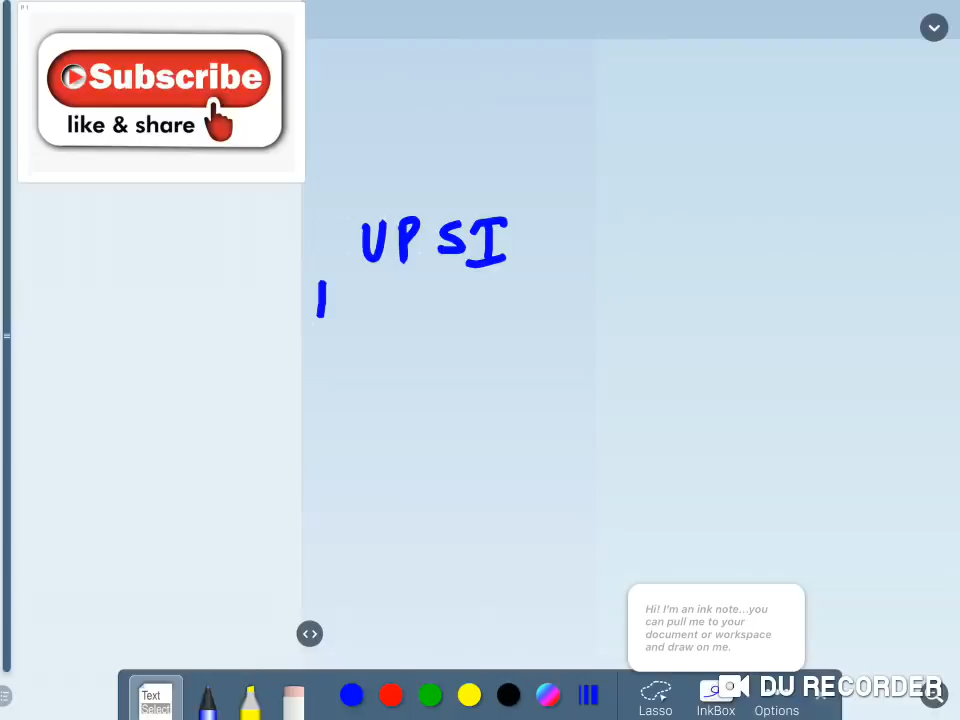 P 1
Subscribe
like & share
UPSI
I
Hi! I'm an ink note...you
can pull me to your
document or workspace
and draw on me.
Text
Select
Lasso
InkBox
Options
DU RECORDER